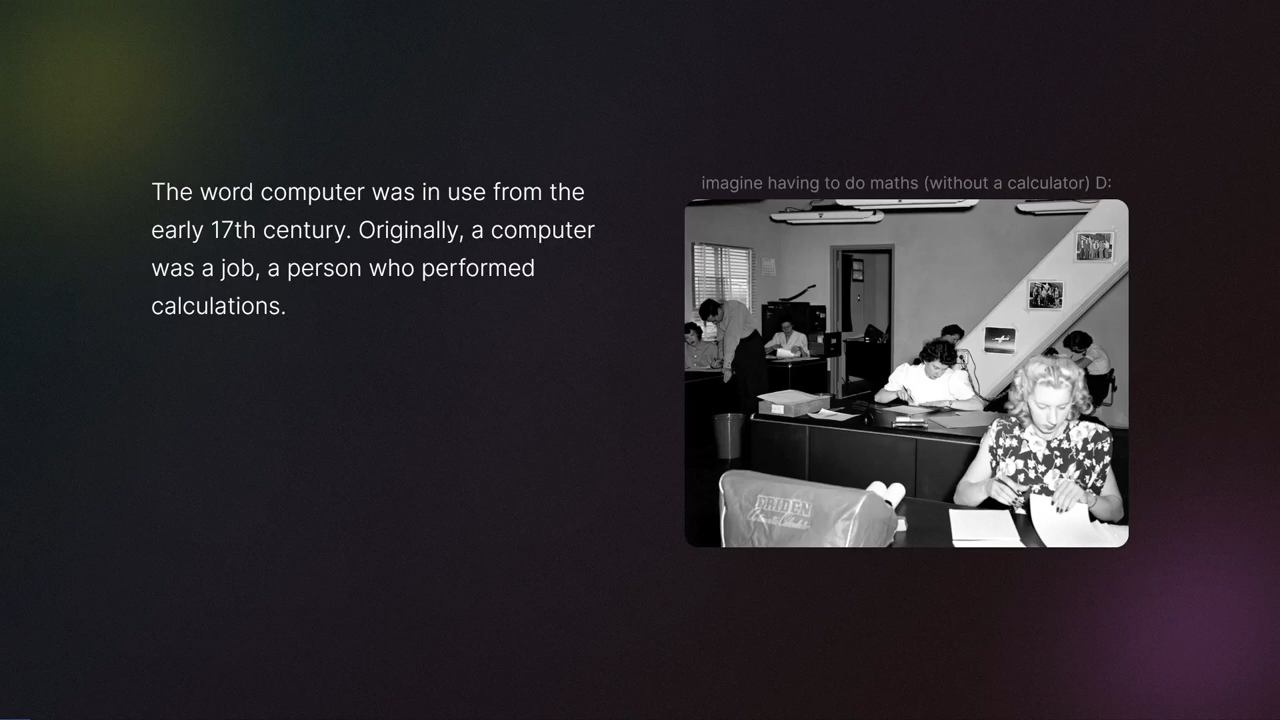 The word computer was in use from the
early 17th century. Originally, a computer
was a job, a person who performed
calculations.
imagine having to do maths (without a calculator) D:
FRIDEN